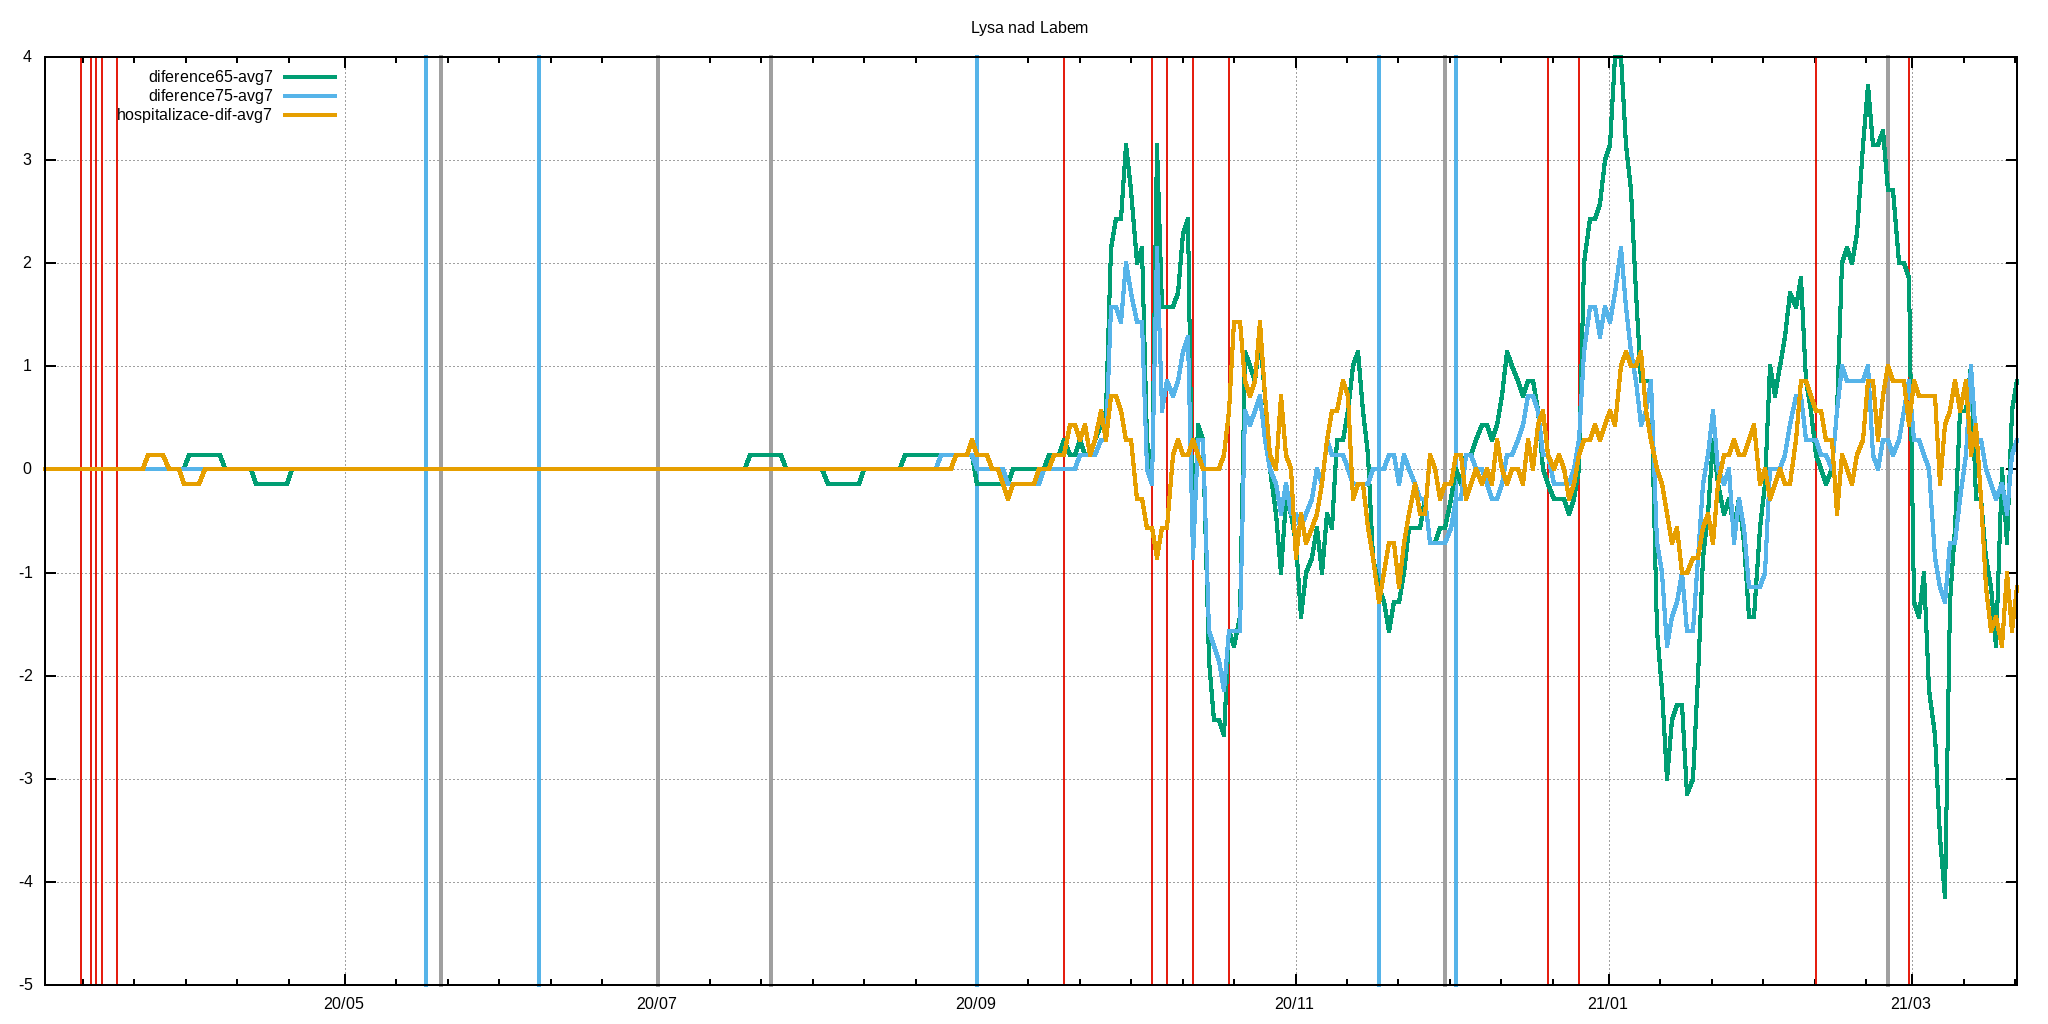 Lysa nad Labem
diference65-avg7
diference75-avg7
hospitalizace-dif-avg7
4
3
2
1
0
-1
-2
-3
-4
-5
20/05 20/07 20/09 20/11 21/01 21/03